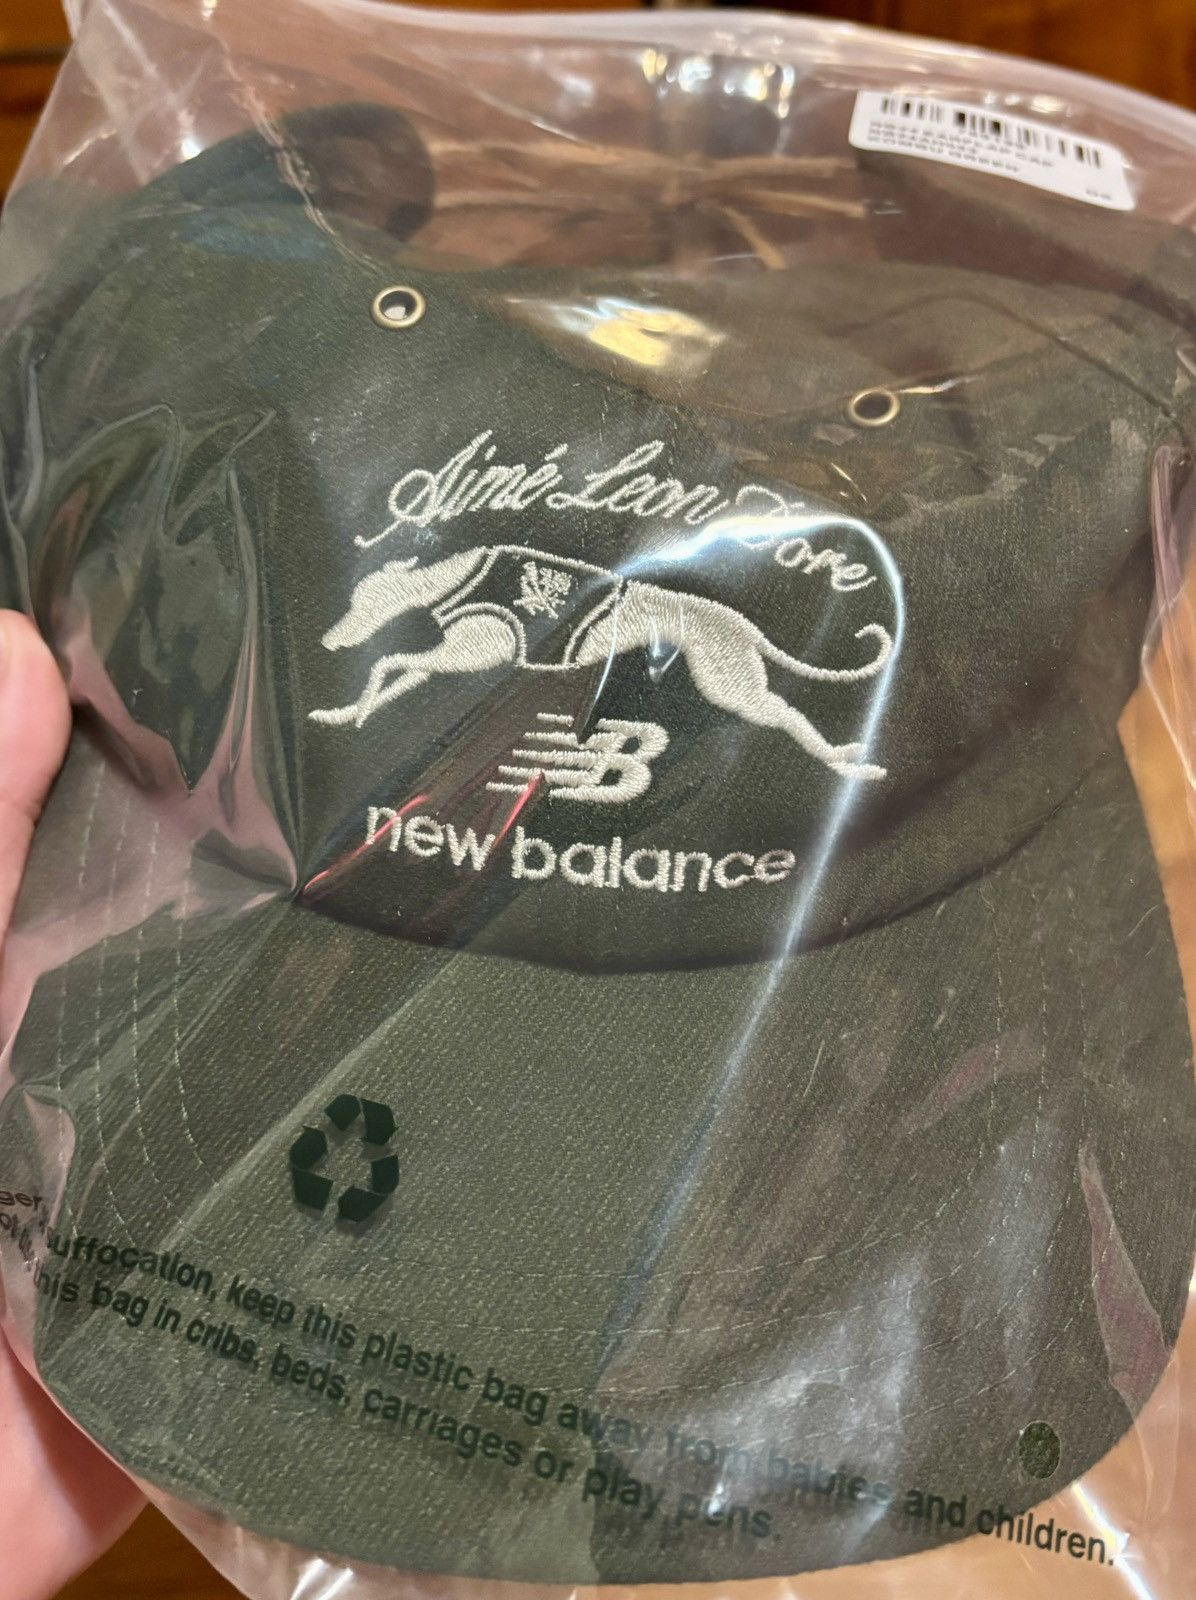 Aimé Leon Dore
NB
new balance
suffocation, keep this plastic bag away from babies and children.
this bag in cribs, beds, carriages or play pens.